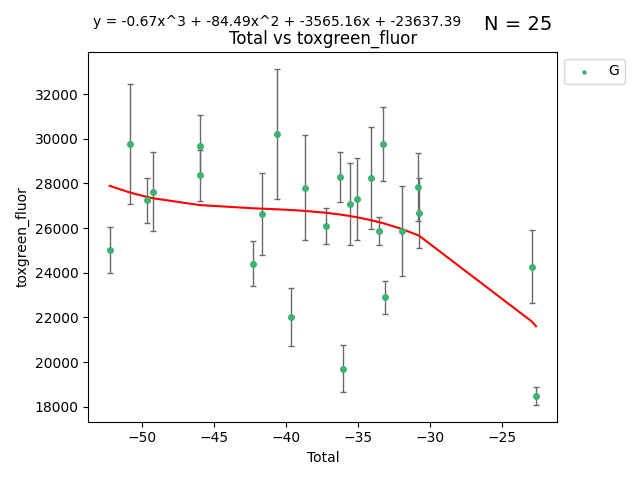 y = -0.67x^3 + -84.49x^2 + -3565.16x + -23637.39
N = 25
Total vs toxgreen_fluor
G
32000
30000
28000
26000
24000
22000
20000
18000
toxgreen_fluor
−50
−45
−40
−35
−30
−25
Total